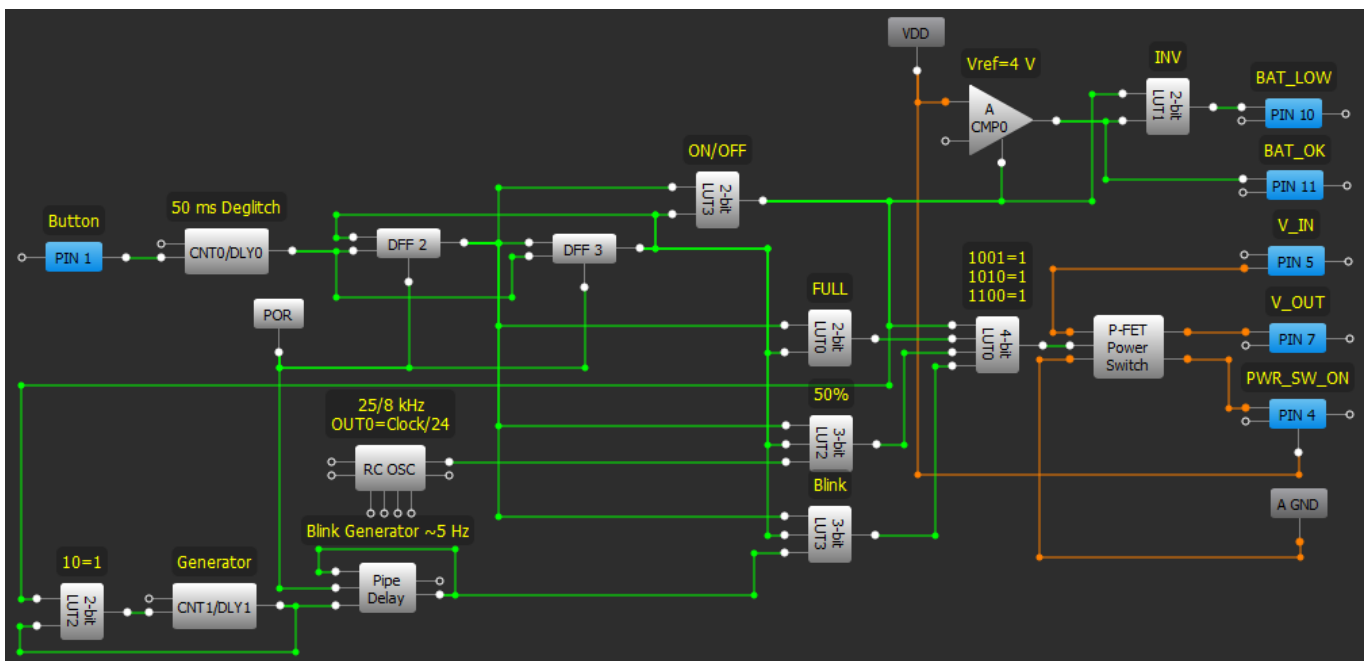 VDD
Vref=4 V
A
CMP0
INV
2-bit
LUT1
BAT_LOW
PIN 10
BAT_OK
PIN 11
ON/OFF
2-bit
LUT3
Button
PIN 1
50 ms Deglitch
CNT0/DLY0
DFF 2
DFF 3
POR
V_IN
PIN 5
1001=1
1010=1
1100=1
4-bit
LUT0
FULL
2-bit
LUT0
P-FET
Power
Switch
V_OUT
PIN 7
PWR_SW_ON
PIN 4
25/8 kHz
OUT0=Clock/24
RC OSC
50%
3-bit
LUT2
Blink
3-bit
LUT3
A GND
Blink Generator ~5 Hz
Pipe
Delay
10=1
2-bit
LUT2
Generator
CNT1/DLY1